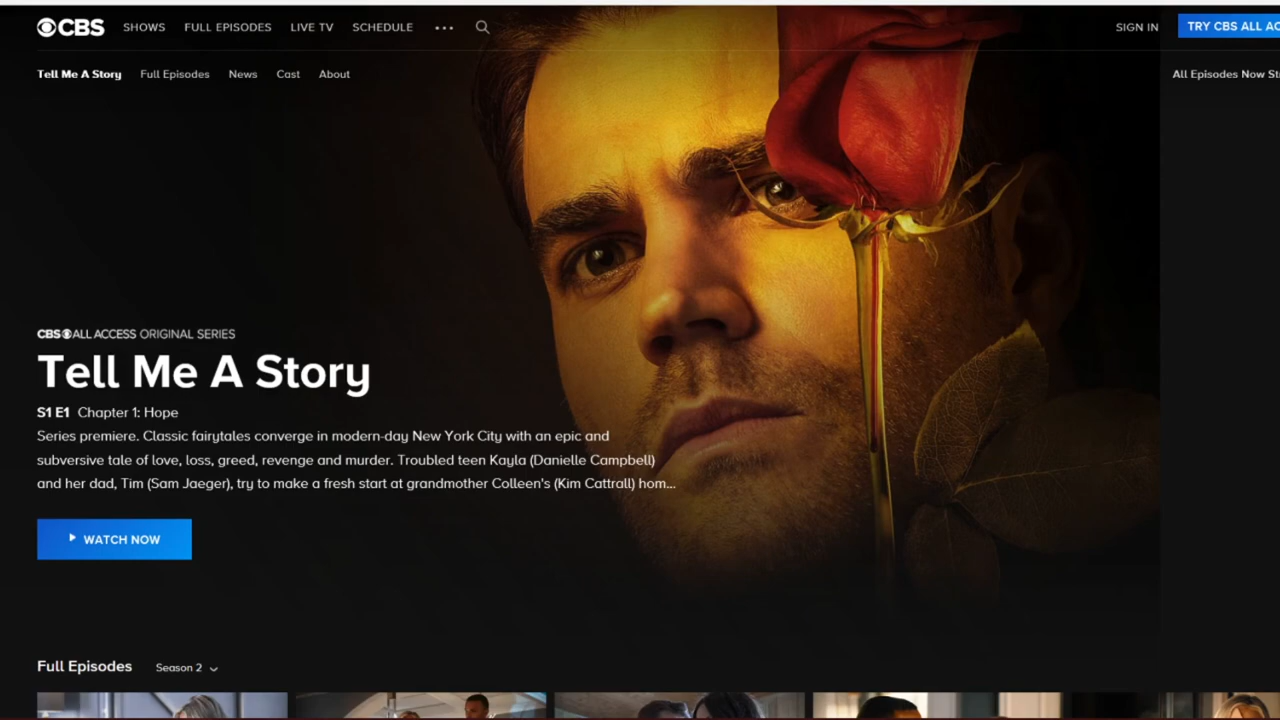 CBS SHOWS FULL EPISODES LIVE TV SCHEDULE ••• SIGN IN TRY CBS ALL AC
Tell Me A Story Full Episodes News Cast About All Episodes Now St
CBS ALL ACCESS ORIGINAL SERIES
Tell Me A Story
S1 E1 Chapter 1: Hope
Series premiere. Classic fairytales converge in modern-day New York City with an epic and
subversive tale of love, loss, greed, revenge and murder. Troubled teen Kayla (Danielle Campbell)
and her dad, Tim (Sam Jaeger), try to make a fresh start at grandmother Colleen's (Kim Cattrall) hom...
WATCH NOW
Full Episodes Season 2